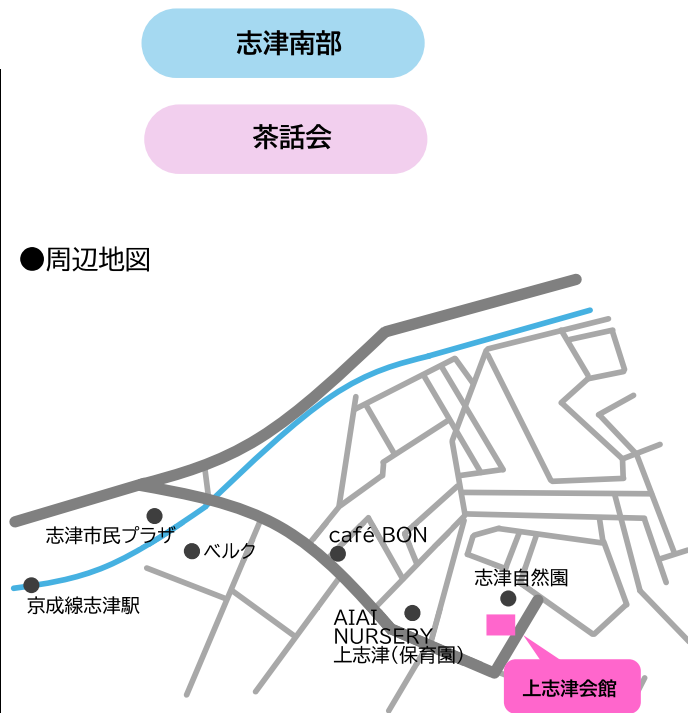 志津南部
茶話会
●周辺地図
café BON
志津市民プラザ
ベルク
志津自然園
京成線志津駅
AIAI
NURSERY
上志津(保育園)
上志津会館